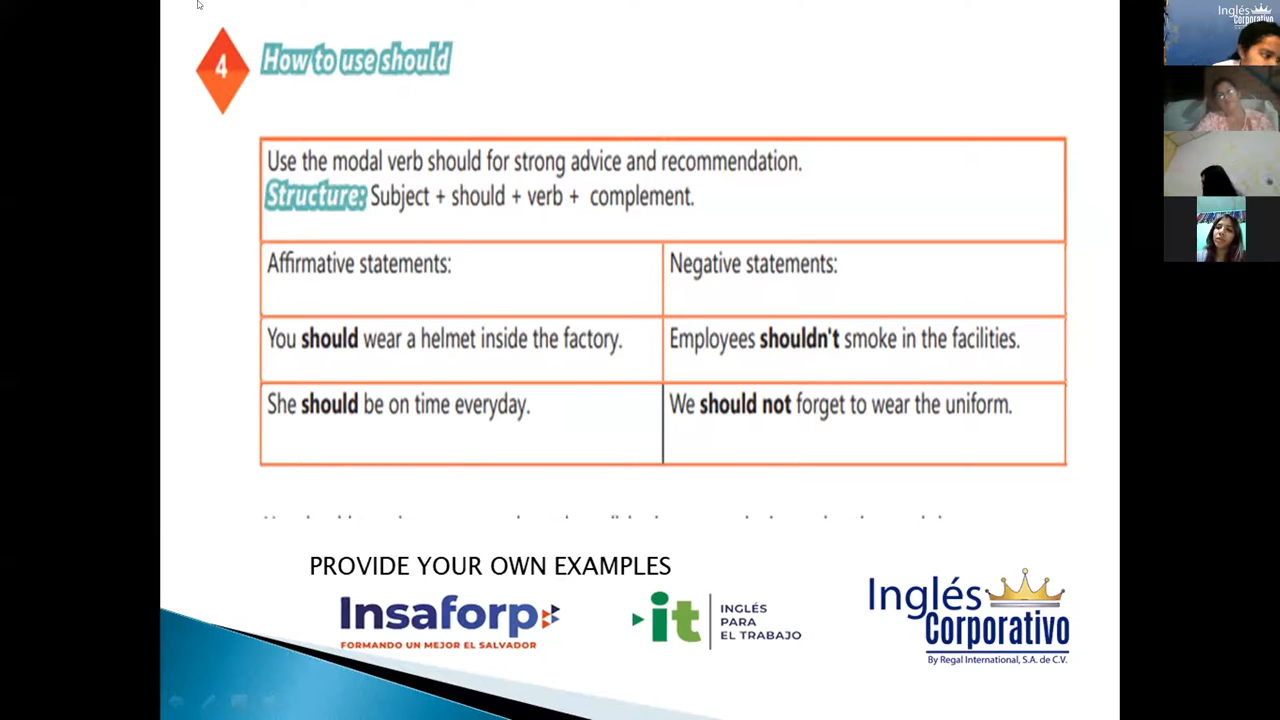 4
How to use should
Use the modal verb should for strong advice and recommendation.
Structure: Subject + should + verb + complement.
Affirmative statements:
Negative statements:
You should wear a helmet inside the factory.
Employees shouldn't smoke in the facilities.
She should be on time everyday.
We should not forget to wear the uniform.
PROVIDE YOUR OWN EXAMPLES
Insaforp
FORMANDO UN MEJOR EL SALVADOR
it
INGLÉS
PARA
EL TRABAJO
Inglés
Corporativo
By Regal International, S.A. de C.V.
Inglés
Corporativo